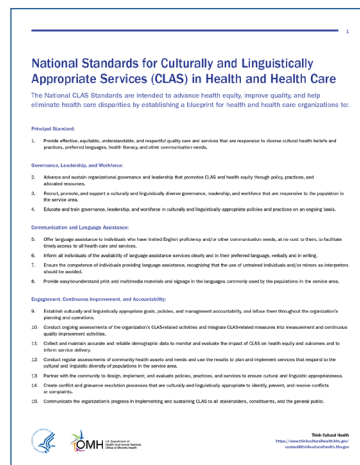 1
National Standards for Culturally and Linguistically
Appropriate Services (CLAS) in Health and Health Care
The National CLAS Standards are intended to advance health equity, improve quality, and help
eliminate health care disparities by establishing a blueprint for health and health care organizations to:
Principal Standard:
1. Provide effective, equitable, understandable, and respectful quality care and services that are responsive to diverse cultural health beliefs and
practices, preferred languages, health literacy, and other communication needs.
Governance, Leadership, and Workforce:
2. Advance and sustain organizational governance and leadership that promotes CLAS and health equity through policy, practices, and
allocated resources.
3. Recruit, promote, and support a culturally and linguistically diverse governance, leadership, and workforce that are responsive to the population in
the service area.
4. Educate and train governance, leadership, and workforce in culturally and linguistically appropriate policies and practices on an ongoing basis.
Communication and Language Assistance:
5. Offer language assistance to individuals who have limited English proficiency and/or other communication needs, at no cost to them, to facilitate
timely access to all health care and services.
6. Inform all individuals of the availability of language assistance services clearly and in their preferred language, verbally and in writing.
7. Ensure the competence of individuals providing language assistance, recognizing that the use of untrained individuals and/or minors as interpreters
should be avoided.
8. Provide easy-to-understand print and multimedia materials and signage in the languages commonly used by the populations in the service area.
Engagement, Continuous Improvement, and Accountability:
9. Establish culturally and linguistically appropriate goals, policies, and management accountability, and infuse them throughout the organization's
planning and operations.
10. Conduct ongoing assessments of the organization's CLAS-related activities and integrate CLAS-related measures into measurement and continuous
quality improvement activities.
11. Collect and maintain accurate and reliable demographic data to monitor and evaluate the impact of CLAS on health equity and outcomes and to
inform service delivery.
12. Conduct regular assessments of community health assets and needs and use the results to plan and implement services that respond to the
cultural and linguistic diversity of populations in the service area.
13. Partner with the community to design, implement, and evaluate policies, practices, and services to ensure cultural and linguistic appropriateness.
14. Create conflict and grievance resolution processes that are culturally and linguistically appropriate to identify, prevent, and resolve conflicts
or complaints.
15. Communicate the organization's progress in implementing and sustaining CLAS to all stakeholders, constituents, and the general public.
Think Cultural Health
https://www.thinkculturalhealth.hhs.gov/
contact@thinkculturalhealth.hhs.gov
OMH
U.S. Department of
Health and Human Services
Office of Minority Health